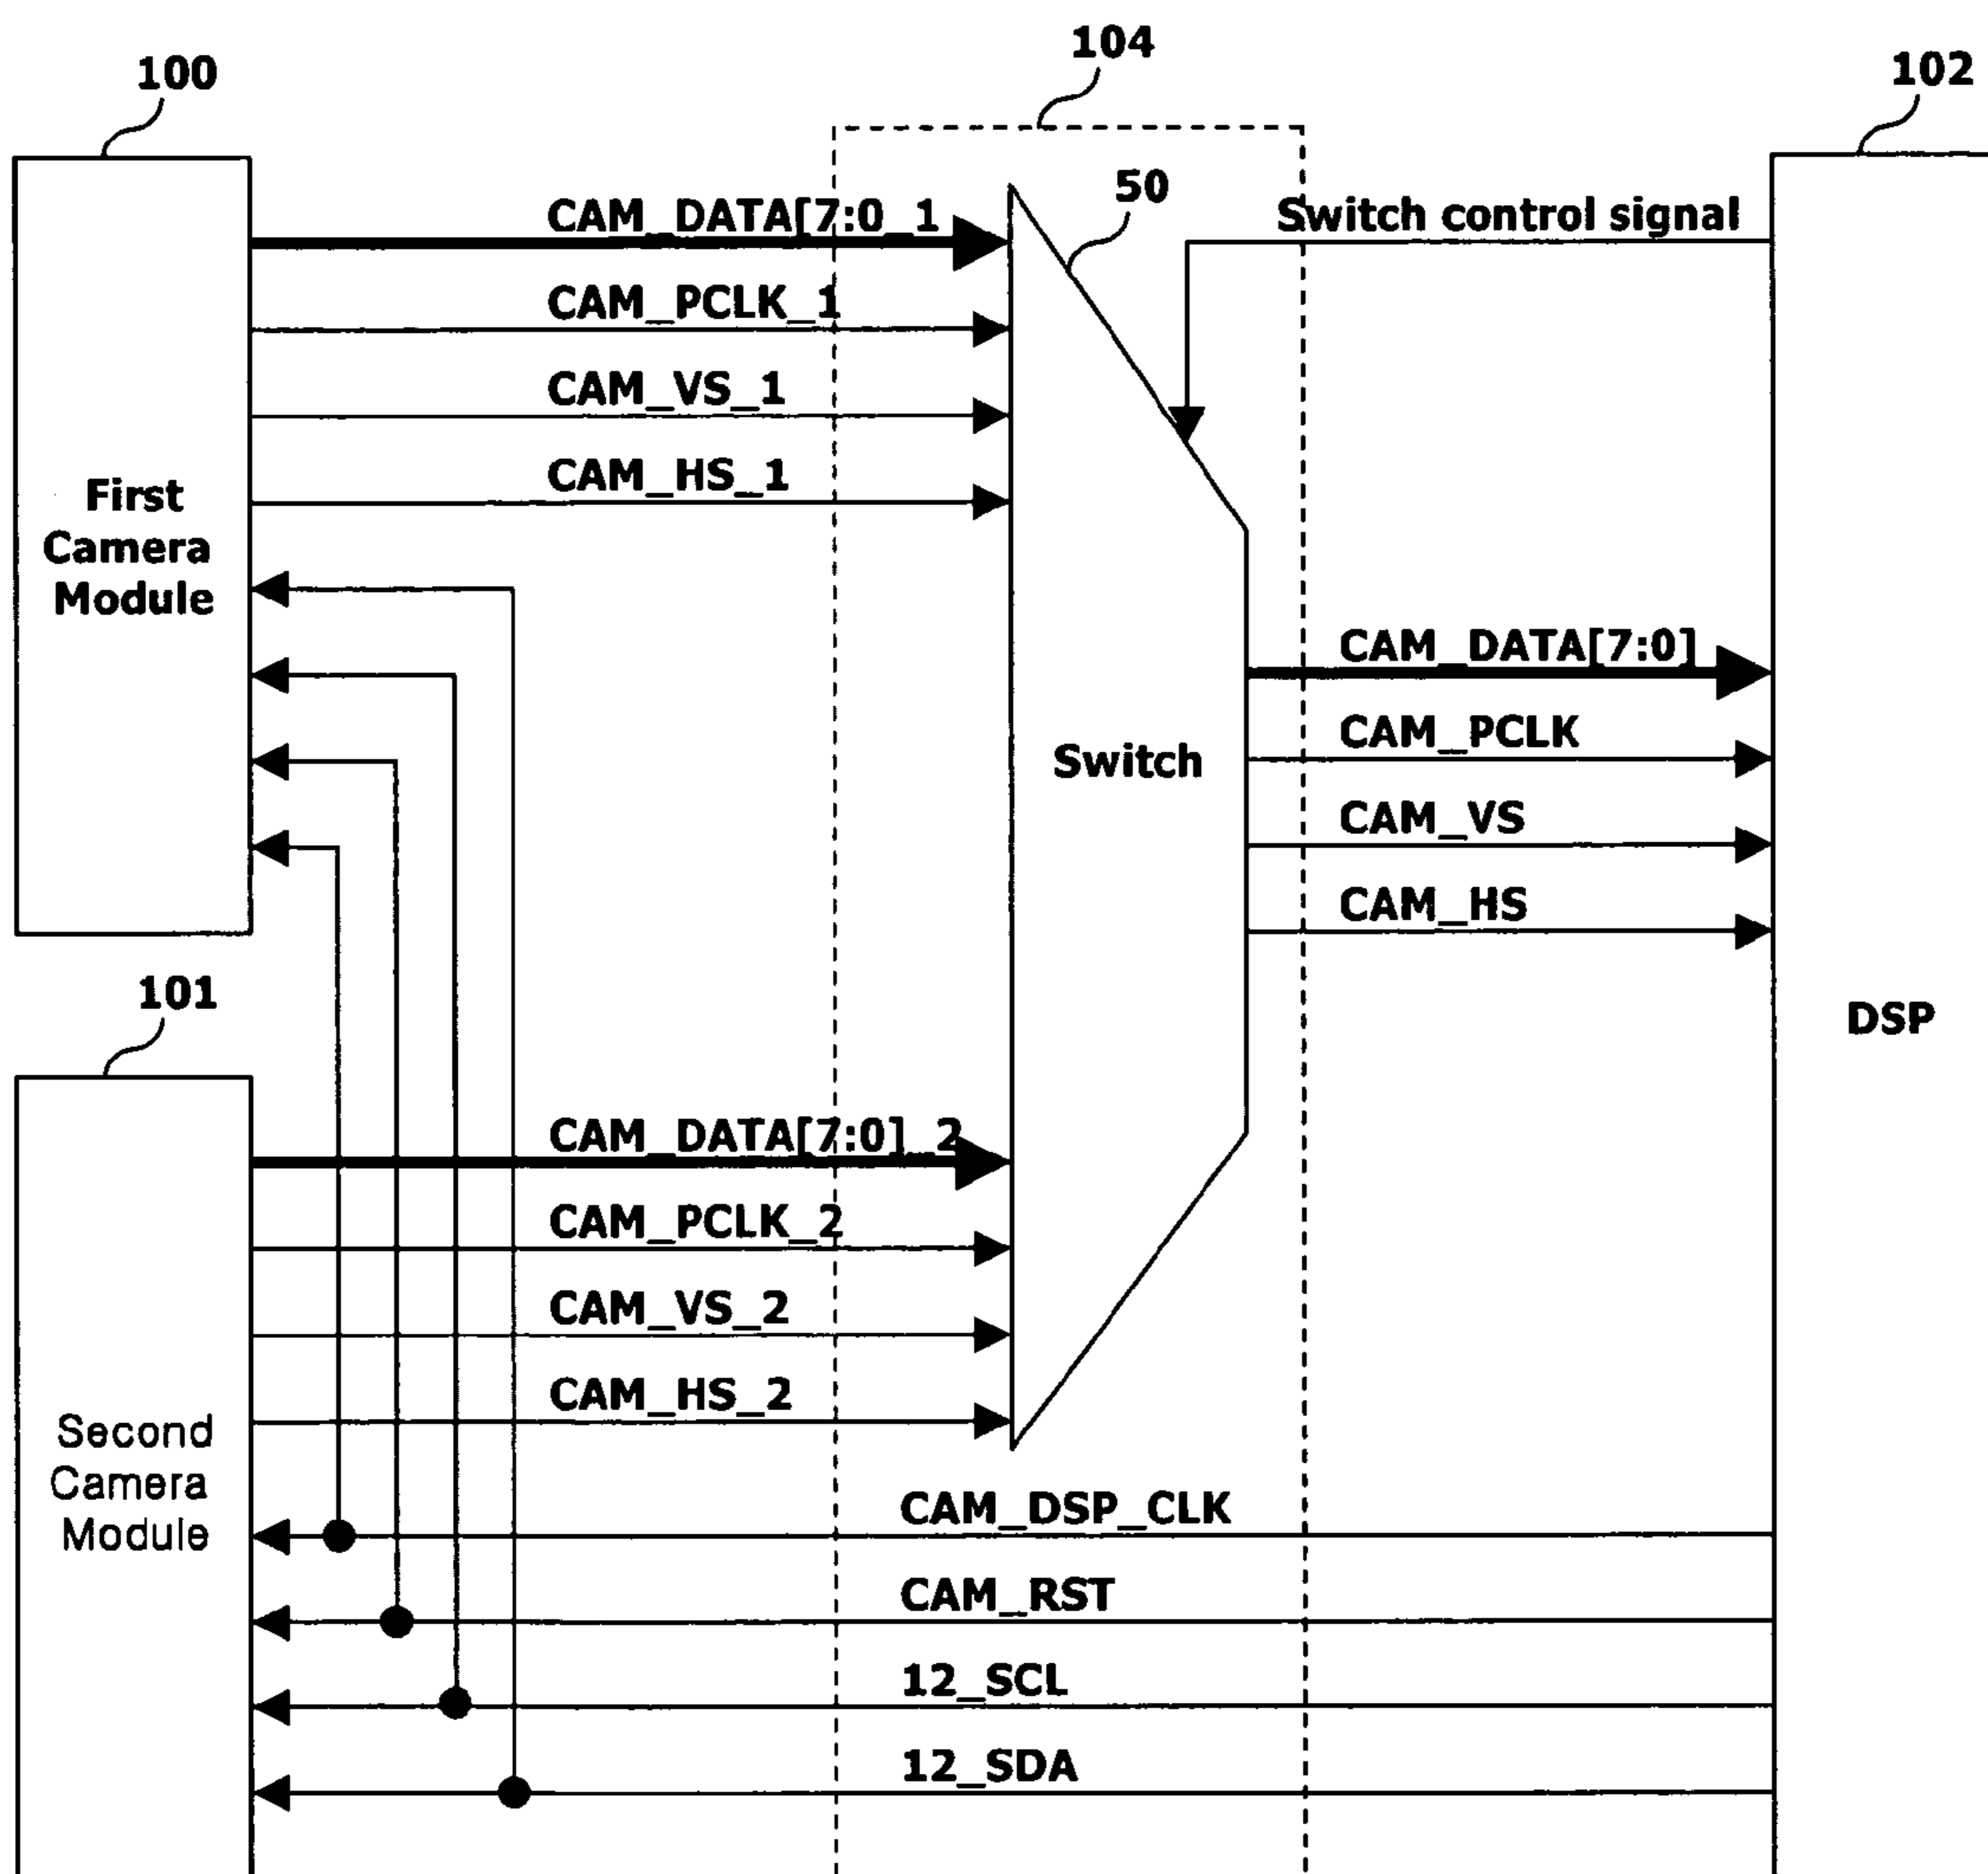 104
100
102
50
CAM_DATA[7:0_1
Switch control signal
CAM_PCLK_1
CAM_VS_1
CAM_HS_1
First
Camera
Module
CAM_DATA[7:0]
CAM_PCLK
Switch
CAM_VS
CAM_HS
101
DSP
CAM_DATA[7:0]_2
CAM_PCLK_2
CAM_VS_2
CAM_HS_2
Second
Camera
Module
CAM_DSP_CLK
CAM_RST
12_SCL
12_SDA